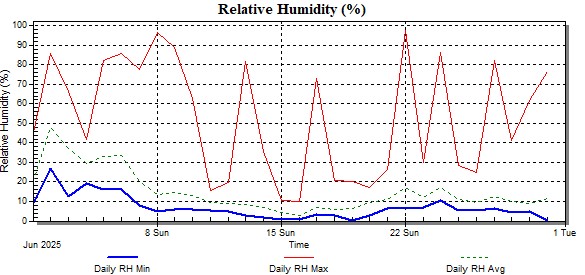 Relative Humidity (%)
100
90
80
70
60
50
40
30
20
10
0
Relative Humidity (%)
8 Sun
15 Sun
22 Sun
1 Tue
Jun 2025
Time
Daily RH Min
Daily RH Max
Daily RH Avg